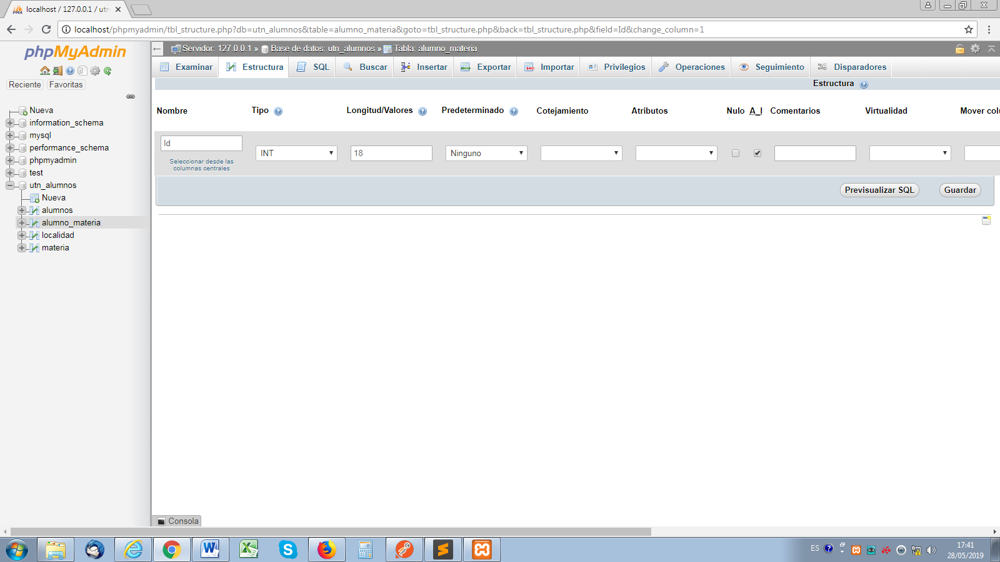 localhost / 127.0.0.1 / utn
localhost/phpmyadmin/tbl_structure.php?db=utn_alumnos&table=alumno_materia&goto=tbl_structure.php&back=tbl_structure.php&field=Id&change_column=1
phpMyAdmin
Reciente Favoritas
Nueva
information_schema
mysql
performance_schema
phpmyadmin
test
utn_alumnos
Nueva
alumnos
alumno_materia
localidad
materia
Servidor: 127.0.0.1 » Base de datos: utn_alumnos » Tabla: alumno_materia
Examinar Estructura SQL Buscar Insertar Exportar Importar Privilegios Operaciones Seguimiento Disparadores
Estructura
Nombre Tipo Longitud/Valores Predeterminado Cotejamiento Atributos Nulo A_I Comentarios Virtualidad Mover colu
Id INT 18 Ninguno
Seleccionar desde las
columnas centrales
Previsualizar SQL Guardar
Consola
ES
17:41
28/05/2019